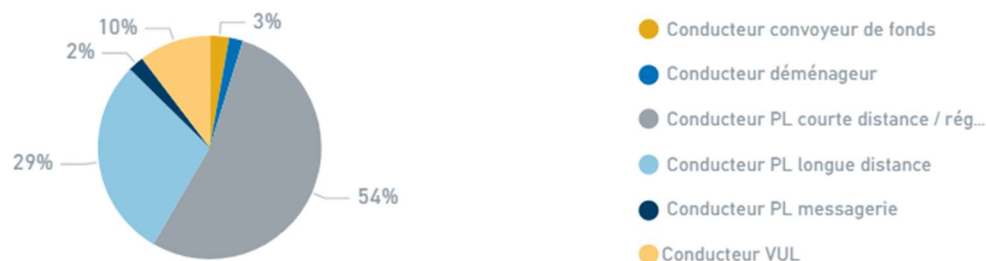 10%
3%
2%
29%
54%
Conducteur convoyeur de fonds
Conducteur déménageur
Conducteur PL courte distance / rég...
Conducteur PL longue distance
Conducteur PL messagerie
Conducteur VUL